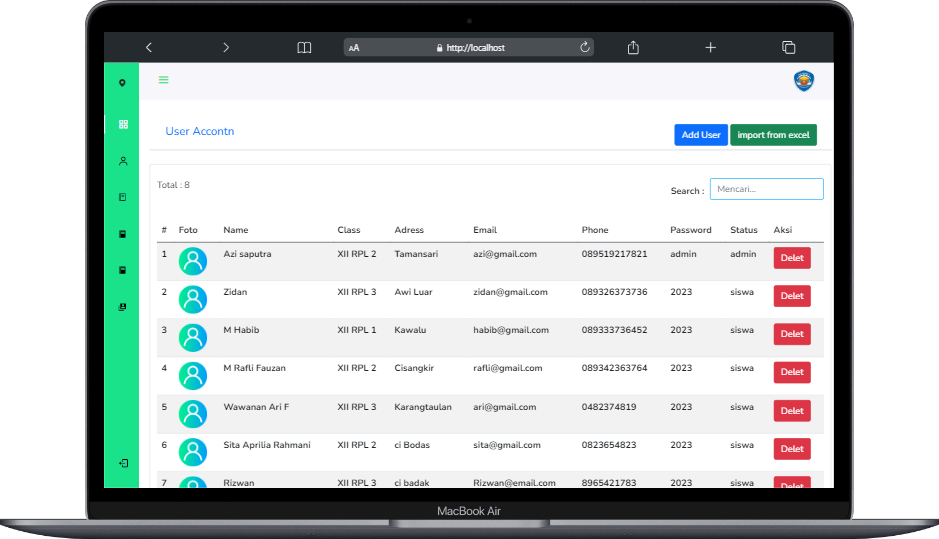 AA http://localhost
User Accontn
Add User import from excel
Total : 8
Search : Mencari...
# Foto Name Class Adress Email Phone Password Status Aksi
1 Azi saputra XII RPL 2 Tamansari azi@gmail.com 089519217821 admin admin Delet
2 Zidan XII RPL 3 Awi Luar zidan@gmail.com 089326373736 2023 siswa Delet
3 M Habib XII RPL 1 Kawalu habib@gmail.com 089333736452 2023 siswa Delet
4 M Rafli Fauzan XII RPL 2 Cisangkir rafli@gmail.com 089342363764 2023 siswa Delet
5 Wawanan Ari F XII RPL 3 Karangtaulan ari@gmail.com 0482374819 2023 siswa Delet
6 Sita Aprilia Rahmani XII RPL 2 ci Bodas sita@gmail.com 0823654823 2023 siswa Delet
7 Rizwan XII RPL 3 ci badak Rizwan@email.com 8965421783 2023 siswa Delet
MacBook Air